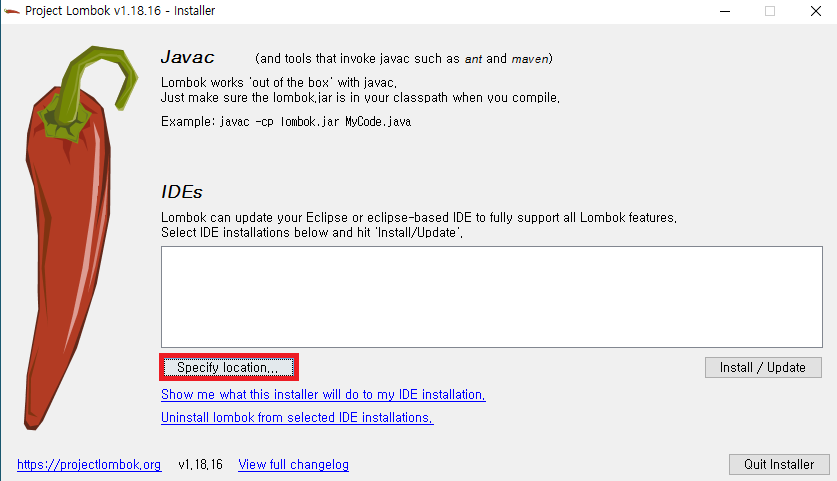 Project Lombok v1.18.16 - Installer
Javac (and tools that invoke javac such as ant and maven)
Lombok works 'out of the box' with javac.
Just make sure the lombok.jar is in your classpath when you compile.
Example: javac -cp lombok.jar MyCode.java
IDEs
Lombok can update your Eclipse or eclipse-based IDE to fully support all Lombok features.
Select IDE installations below and hit 'Install/Update'.
Specify location...
Install / Update
Show me what this installer will do to my IDE installation.
Uninstall lombok from selected IDE installations.
https://projectlombok.org v1.18.16 View full changelog
Quit Installer